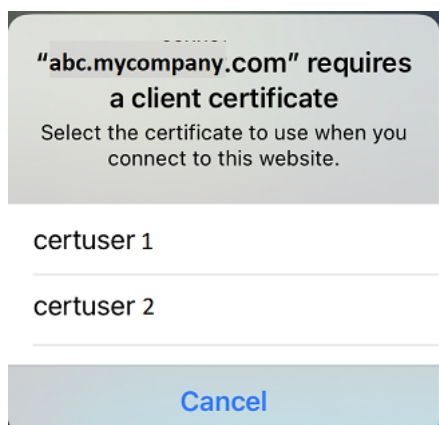 “abc.mycompany.com” requires
a client certificate
Select the certificate to use when you
connect to this website.
certuser 1
certuser 2
Cancel